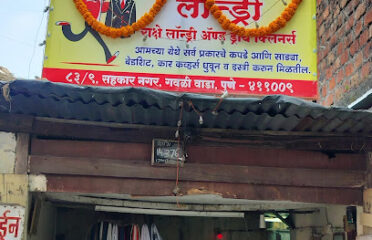 लॉन्ड्री
राक्षे लॉन्ड्री अॅण्ड ड्राय क्लिनर्स
आमच्या येथे सर्व प्रकारचे कपडे आणि साड्या,
बेडशिट, कार कव्हर्स धुवून व इस्त्री करुन मिळतील.
८३/९, सहकार नगर, गवळी वाडा, पुणे - ४११००९